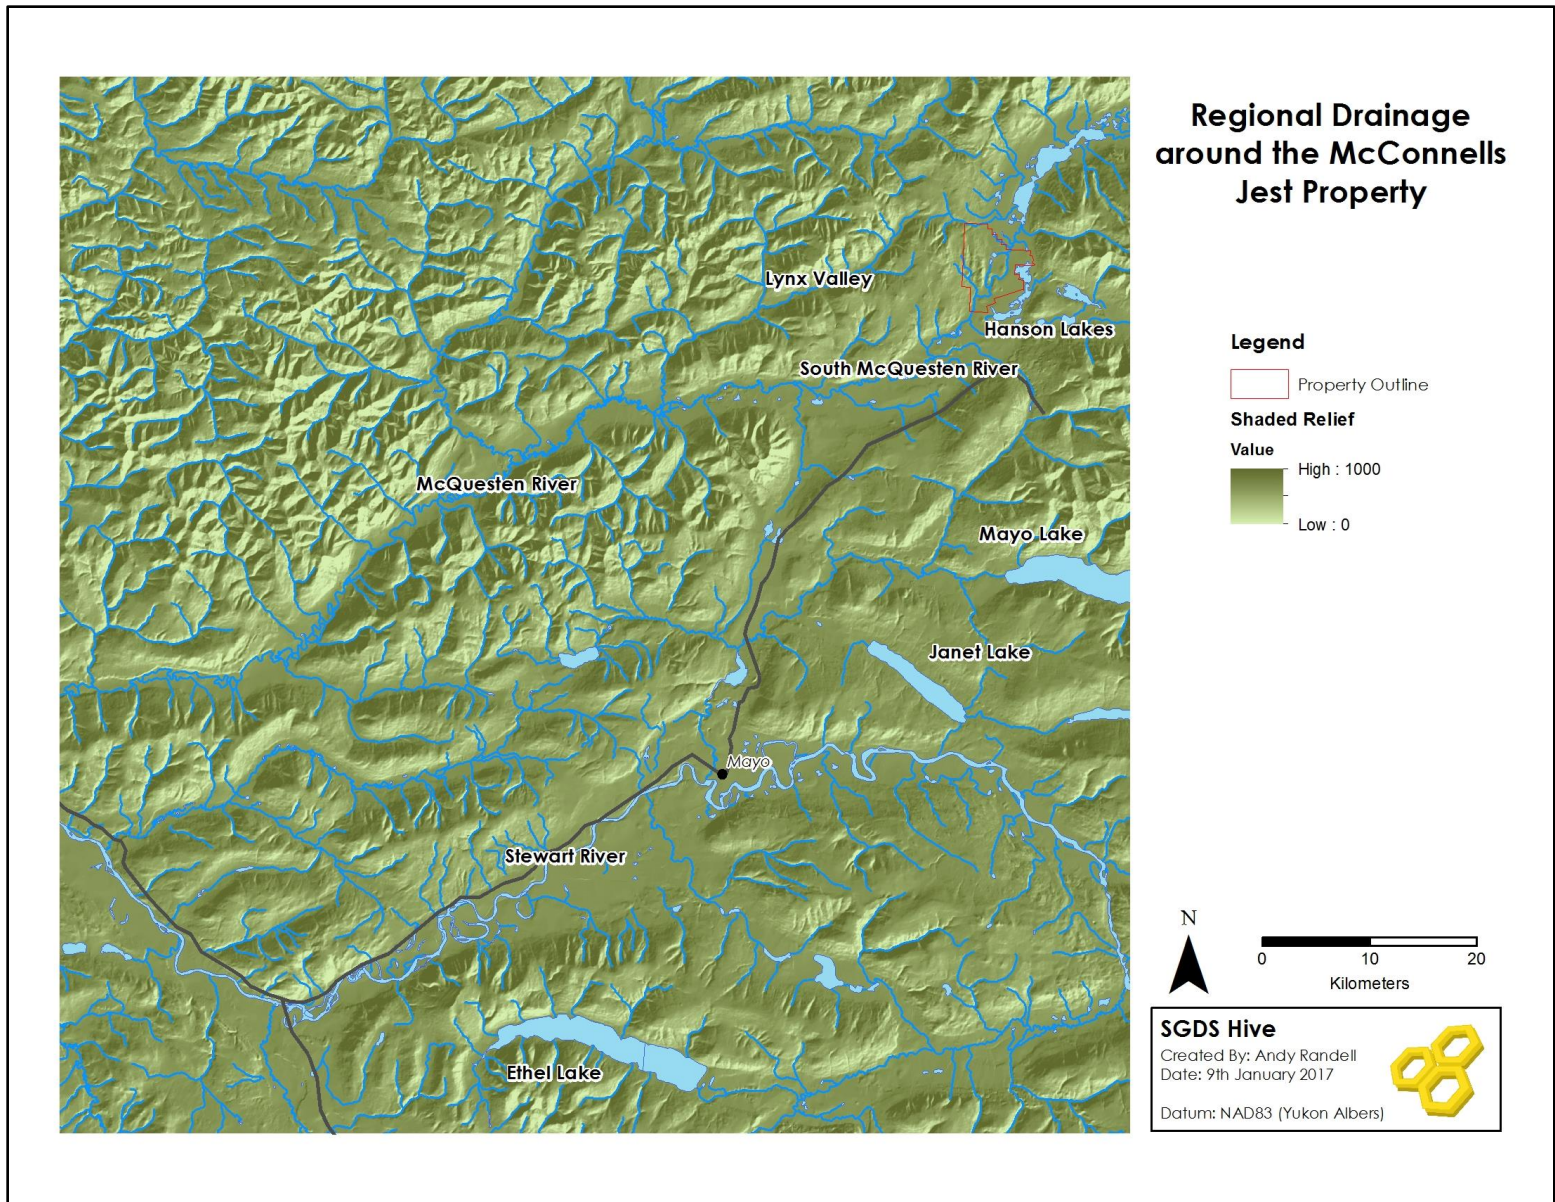 Regional Drainage
around the McConnells
Jest Property
Lynx Valley
Hanson Lakes
South McQuesten River
McQuesten River
Mayo Lake
Janet Lake
Mayo
Stewart River
Ethel Lake
Legend
Property Outline
Shaded Relief
Value
High : 1000
Low : 0
N
0 10 20
Kilometers
SGDS Hive
Created By: Andy Randell
Date: 9th January 2017
Datum: NAD83 (Yukon Albers)